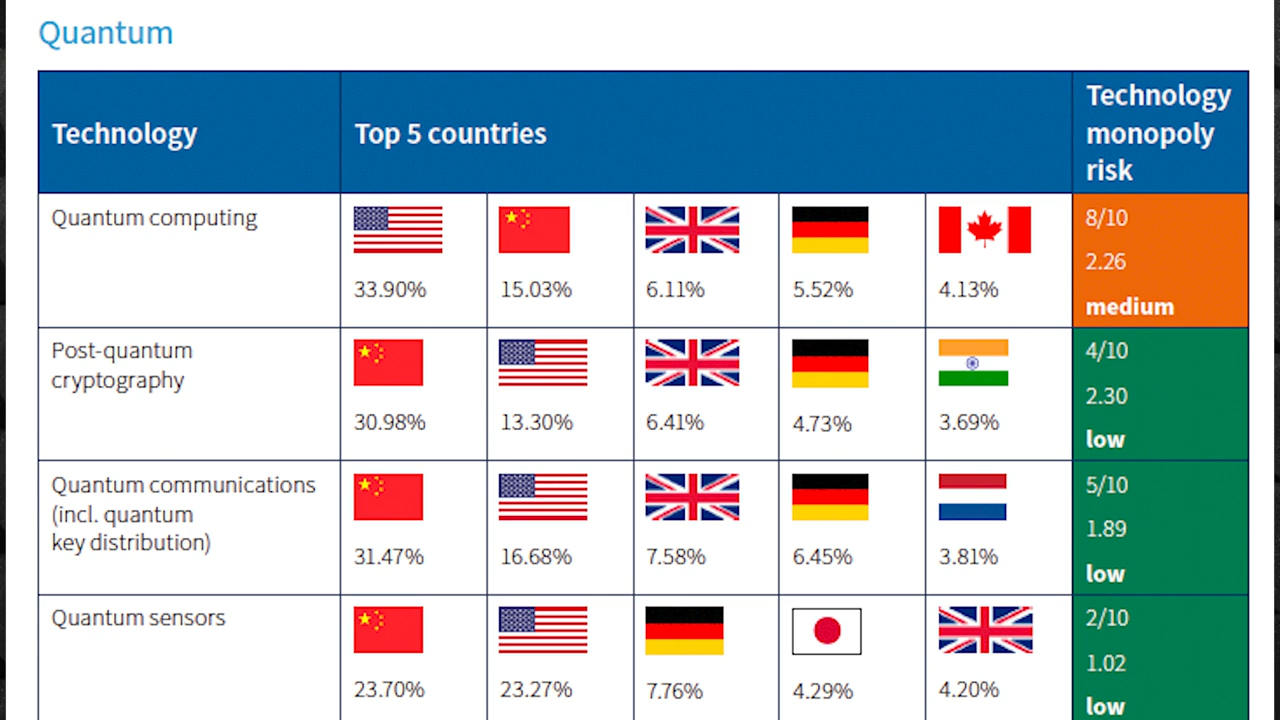 Quantum
Technology
Top 5 countries
Technology
monopoly
risk
Quantum computing
33.90%
15.03%
6.11%
5.52%
4.13%
8/10
2.26
medium
Post-quantum
cryptography
30.98%
13.30%
6.41%
4.73%
3.69%
4/10
2.30
low
Quantum communications
(incl. quantum
key distribution)
31.47%
16.68%
7.58%
6.45%
3.81%
5/10
1.89
low
Quantum sensors
23.70%
23.27%
7.76%
4.29%
4.20%
2/10
1.02
low